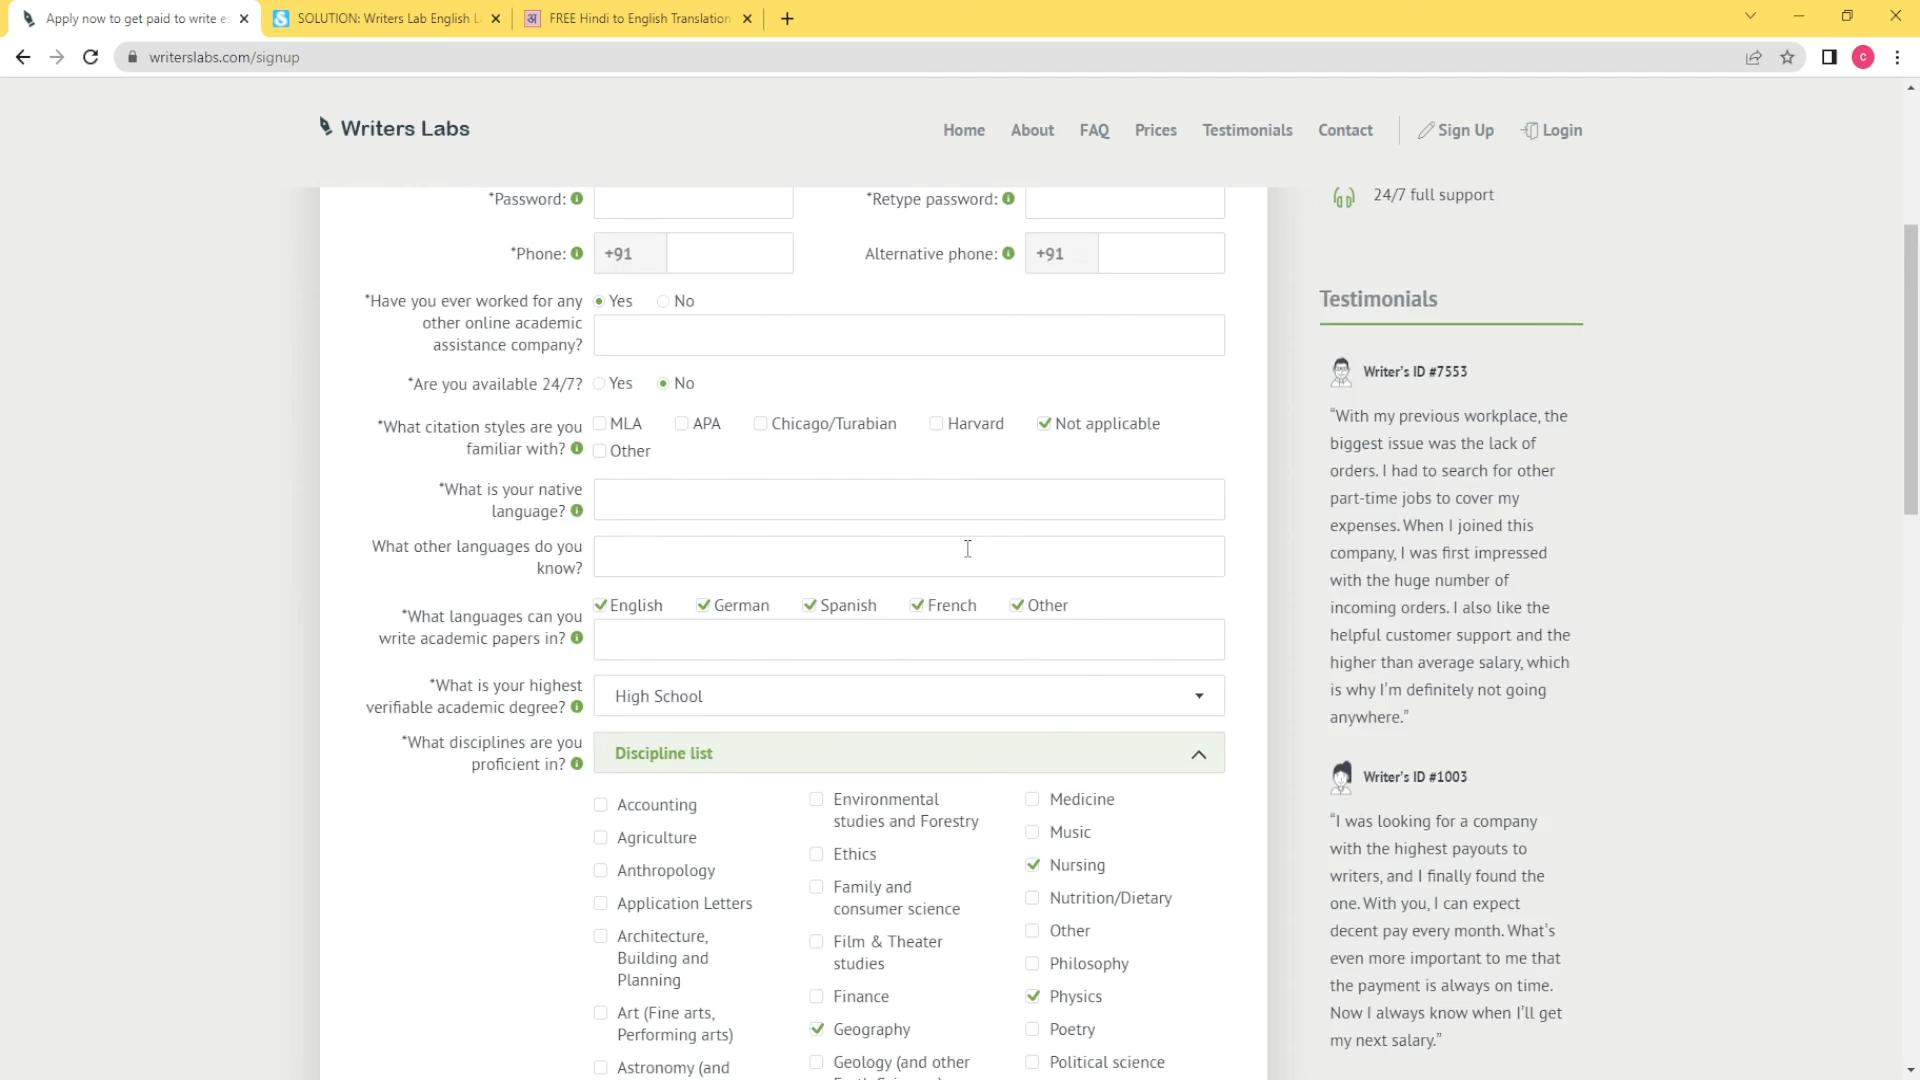 Apply now to get paid to write es
SOLUTION: Writers Lab English L
FREE Hindi to English Translation
writerslabs.com/signup
C
Writers Labs
Home
About
FAQ
Prices
Testimonials
Contact
Sign Up
Login
*Password:
*Retype password:
*Phone:
+91
Alternative phone:
+91
*Have you ever worked for any
other online academic
assistance company?
Yes
No
*Are you available 24/7?
Yes
No
*What citation styles are you
familiar with?
MLA
APA
Chicago/Turabian
Harvard
Not applicable
Other
*What is your native
language?
What other languages do you
know?
*What languages can you
write academic papers in?
English
German
Spanish
French
Other
*What is your highest
verifiable academic degree?
High School
*What disciplines are you
proficient in?
Discipline list
Accounting
Agriculture
Anthropology
Application Letters
Architecture,
Building and
Planning
Art (Fine arts,
Performing arts)
Astronomy (and
Environmental
studies and Forestry
Ethics
Family and
consumer science
Film & Theater
studies
Finance
Geography
Geology (and other
Medicine
Music
Nursing
Nutrition/Dietary
Other
Philosophy
Physics
Poetry
Political science
24/7 full support
Testimonials
Writer's ID #7553
“With my previous workplace, the
biggest issue was the lack of
orders. I had to search for other
part-time jobs to cover my
expenses. When I joined this
company, I was first impressed
with the huge number of
incoming orders. I also like the
helpful customer support and the
higher than average salary, which
is why I'm definitely not going
anywhere.”
Writer's ID #1003
“I was looking for a company
with the highest payouts to
writers, and I finally found the
one. With you, I can expect
decent pay every month. What's
even more important to me that
the payment is always on time.
Now I always know when I'll get
my next salary.”